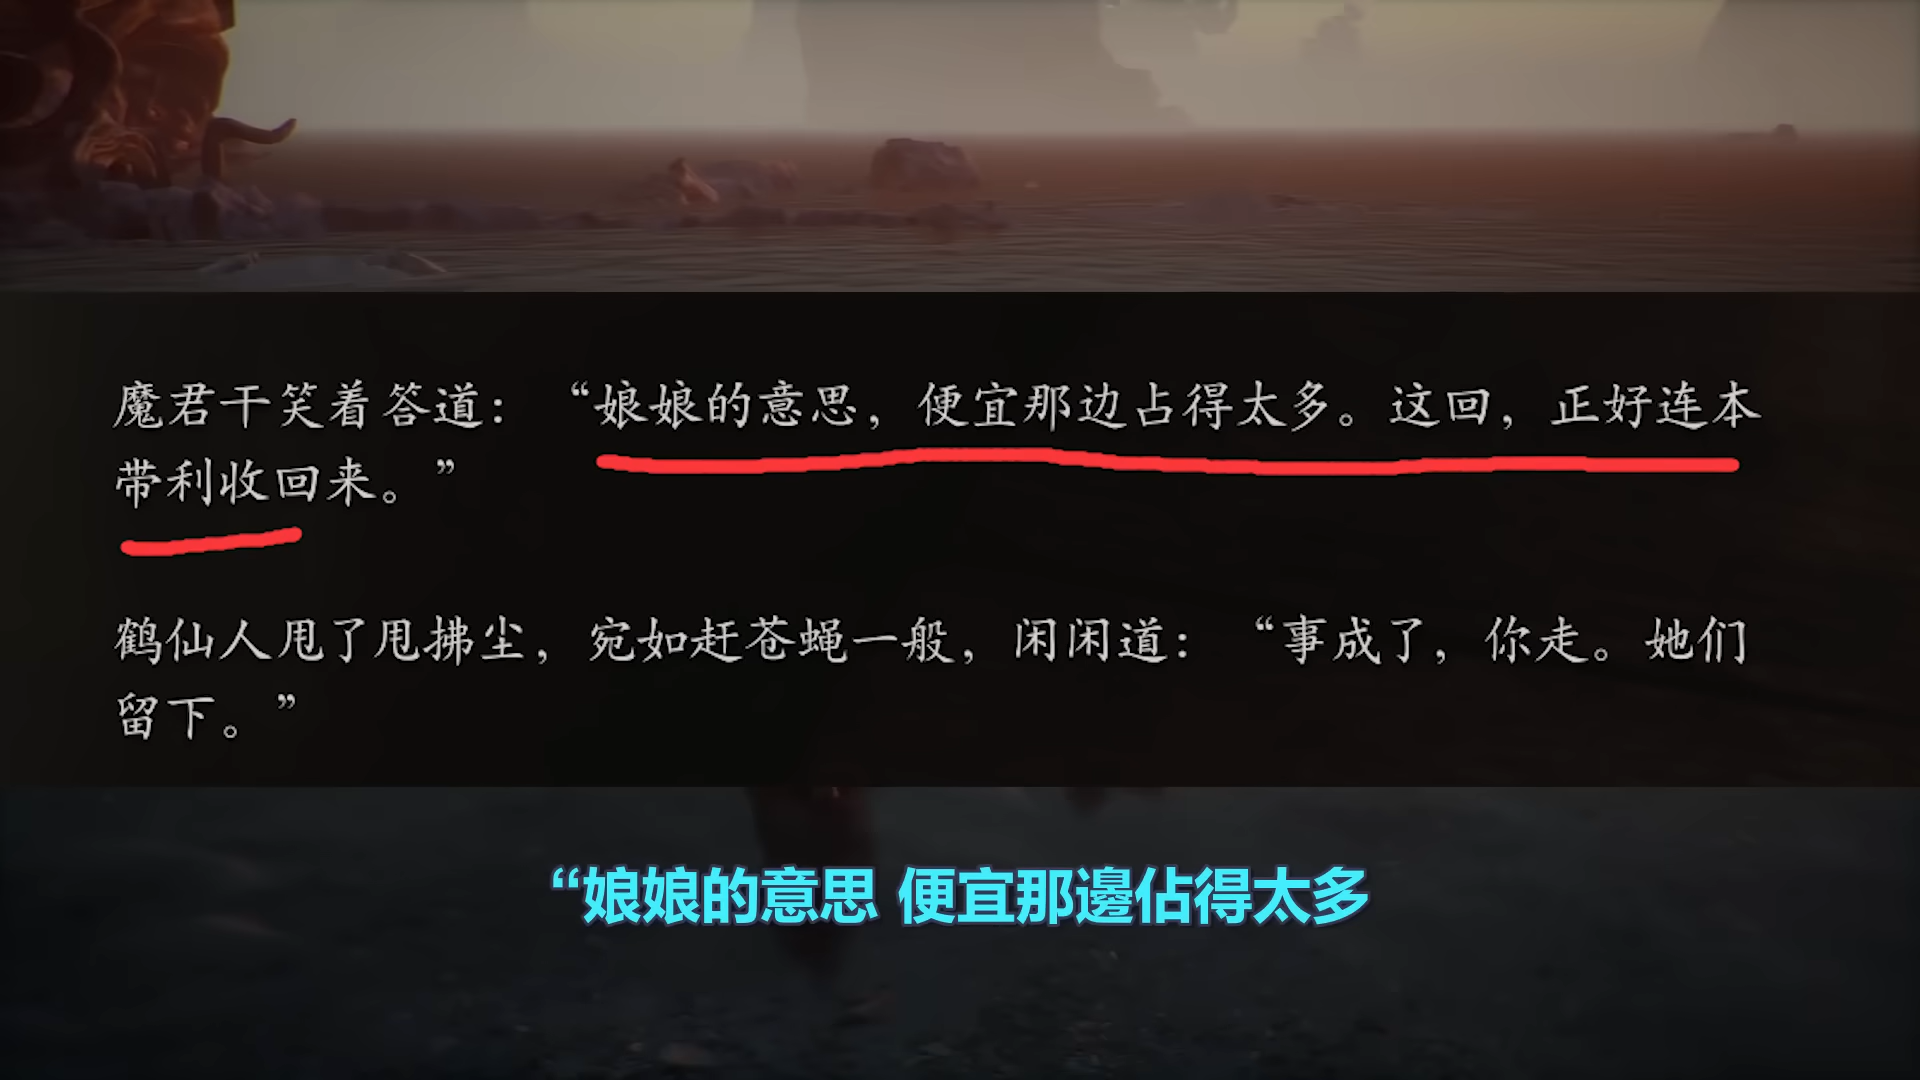 魔君干笑着答道：“娘娘的意思，便宜那边占得太多。这回，正好连本
带利收回来。”
鹤仙人甩了甩拂尘，宛如赶苍蝇一般，闲闲道：“事成了，你走。她们
留下。”
“娘娘的意思 便宜那邊佔得太多